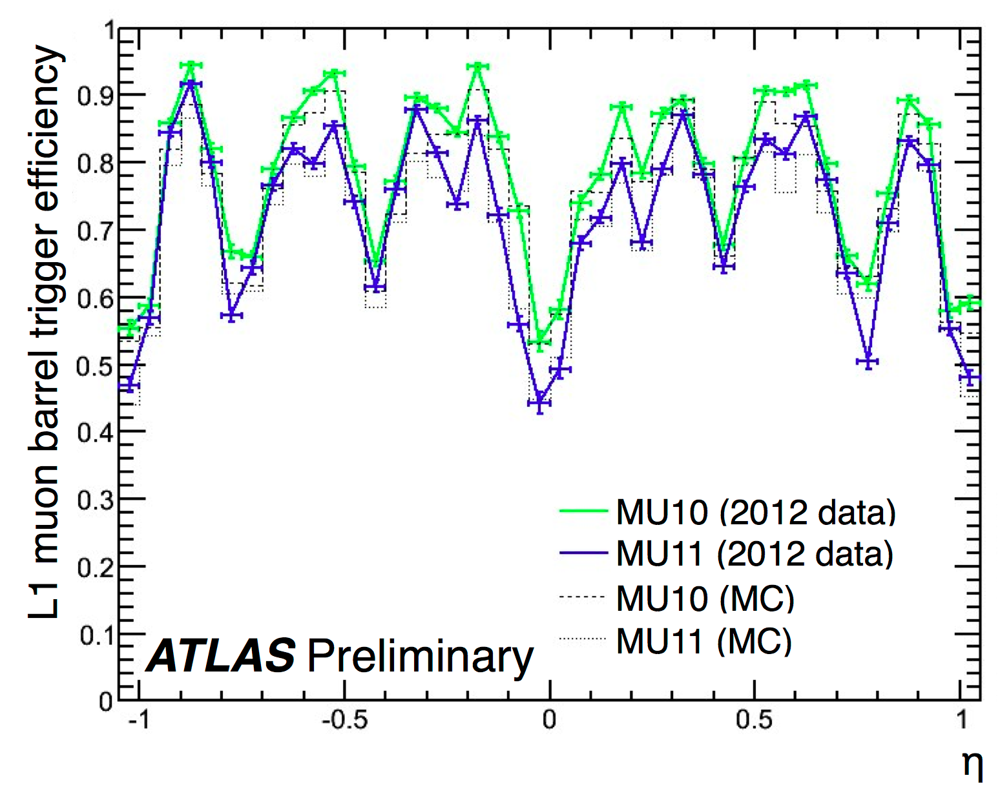 L1 muon barrel trigger efficiency
1
0.9
0.8
0.7
0.6
0.5
0.4
0.3
0.2
0.1
0
MU10 (2012 data)
MU11 (2012 data)
MU10 (MC)
MU11 (MC)
ATLAS Preliminary
-1 -0.5 0 0.5 1
η